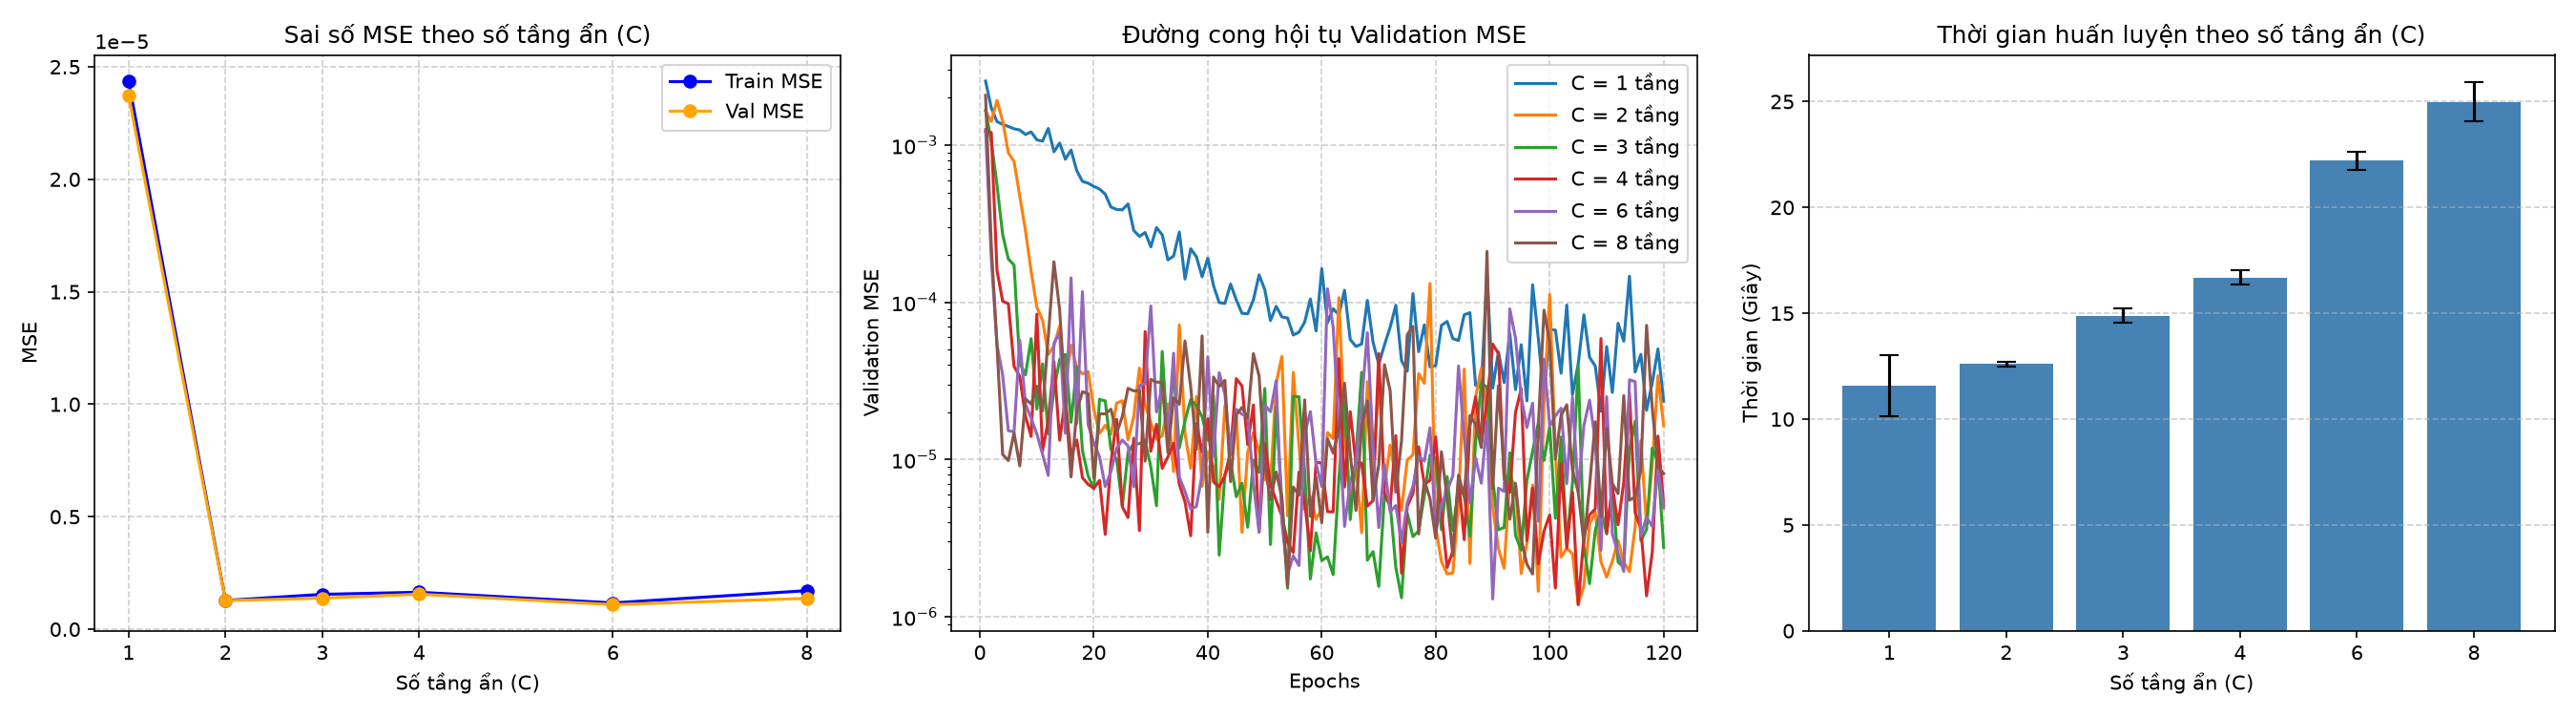 Sai số MSE theo số tầng ẩn (C)
1e−5
2.5
2.0
1.5
1.0
0.5
0.0
MSE
Train MSE
Val MSE
1 2 3 4 6 8
Số tầng ẩn (C)
Đường cong hội tụ Validation MSE
10⁻³
10⁻⁴
10⁻⁵
10⁻⁶
Validation MSE
C = 1 tầng
C = 2 tầng
C = 3 tầng
C = 4 tầng
C = 6 tầng
C = 8 tầng
0 20 40 60 80 100 120
Epochs
Thời gian huấn luyện theo số tầng ẩn (C)
25
20
15
10
5
0
Thời gian (Giây)
1 2 3 4 6 8
Số tầng ẩn (C)